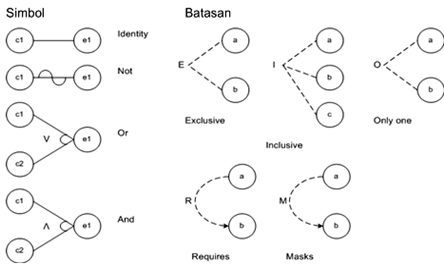 Simbol
c1 e1 Identity
c1 e1 Not
c1
V e1 Or
c2
c1
Λ e1 And
c2
Batasan
E a b
Exclusive
I a b c
Inclusive
O a b
Only one
R a b
Requires
M a b
Masks